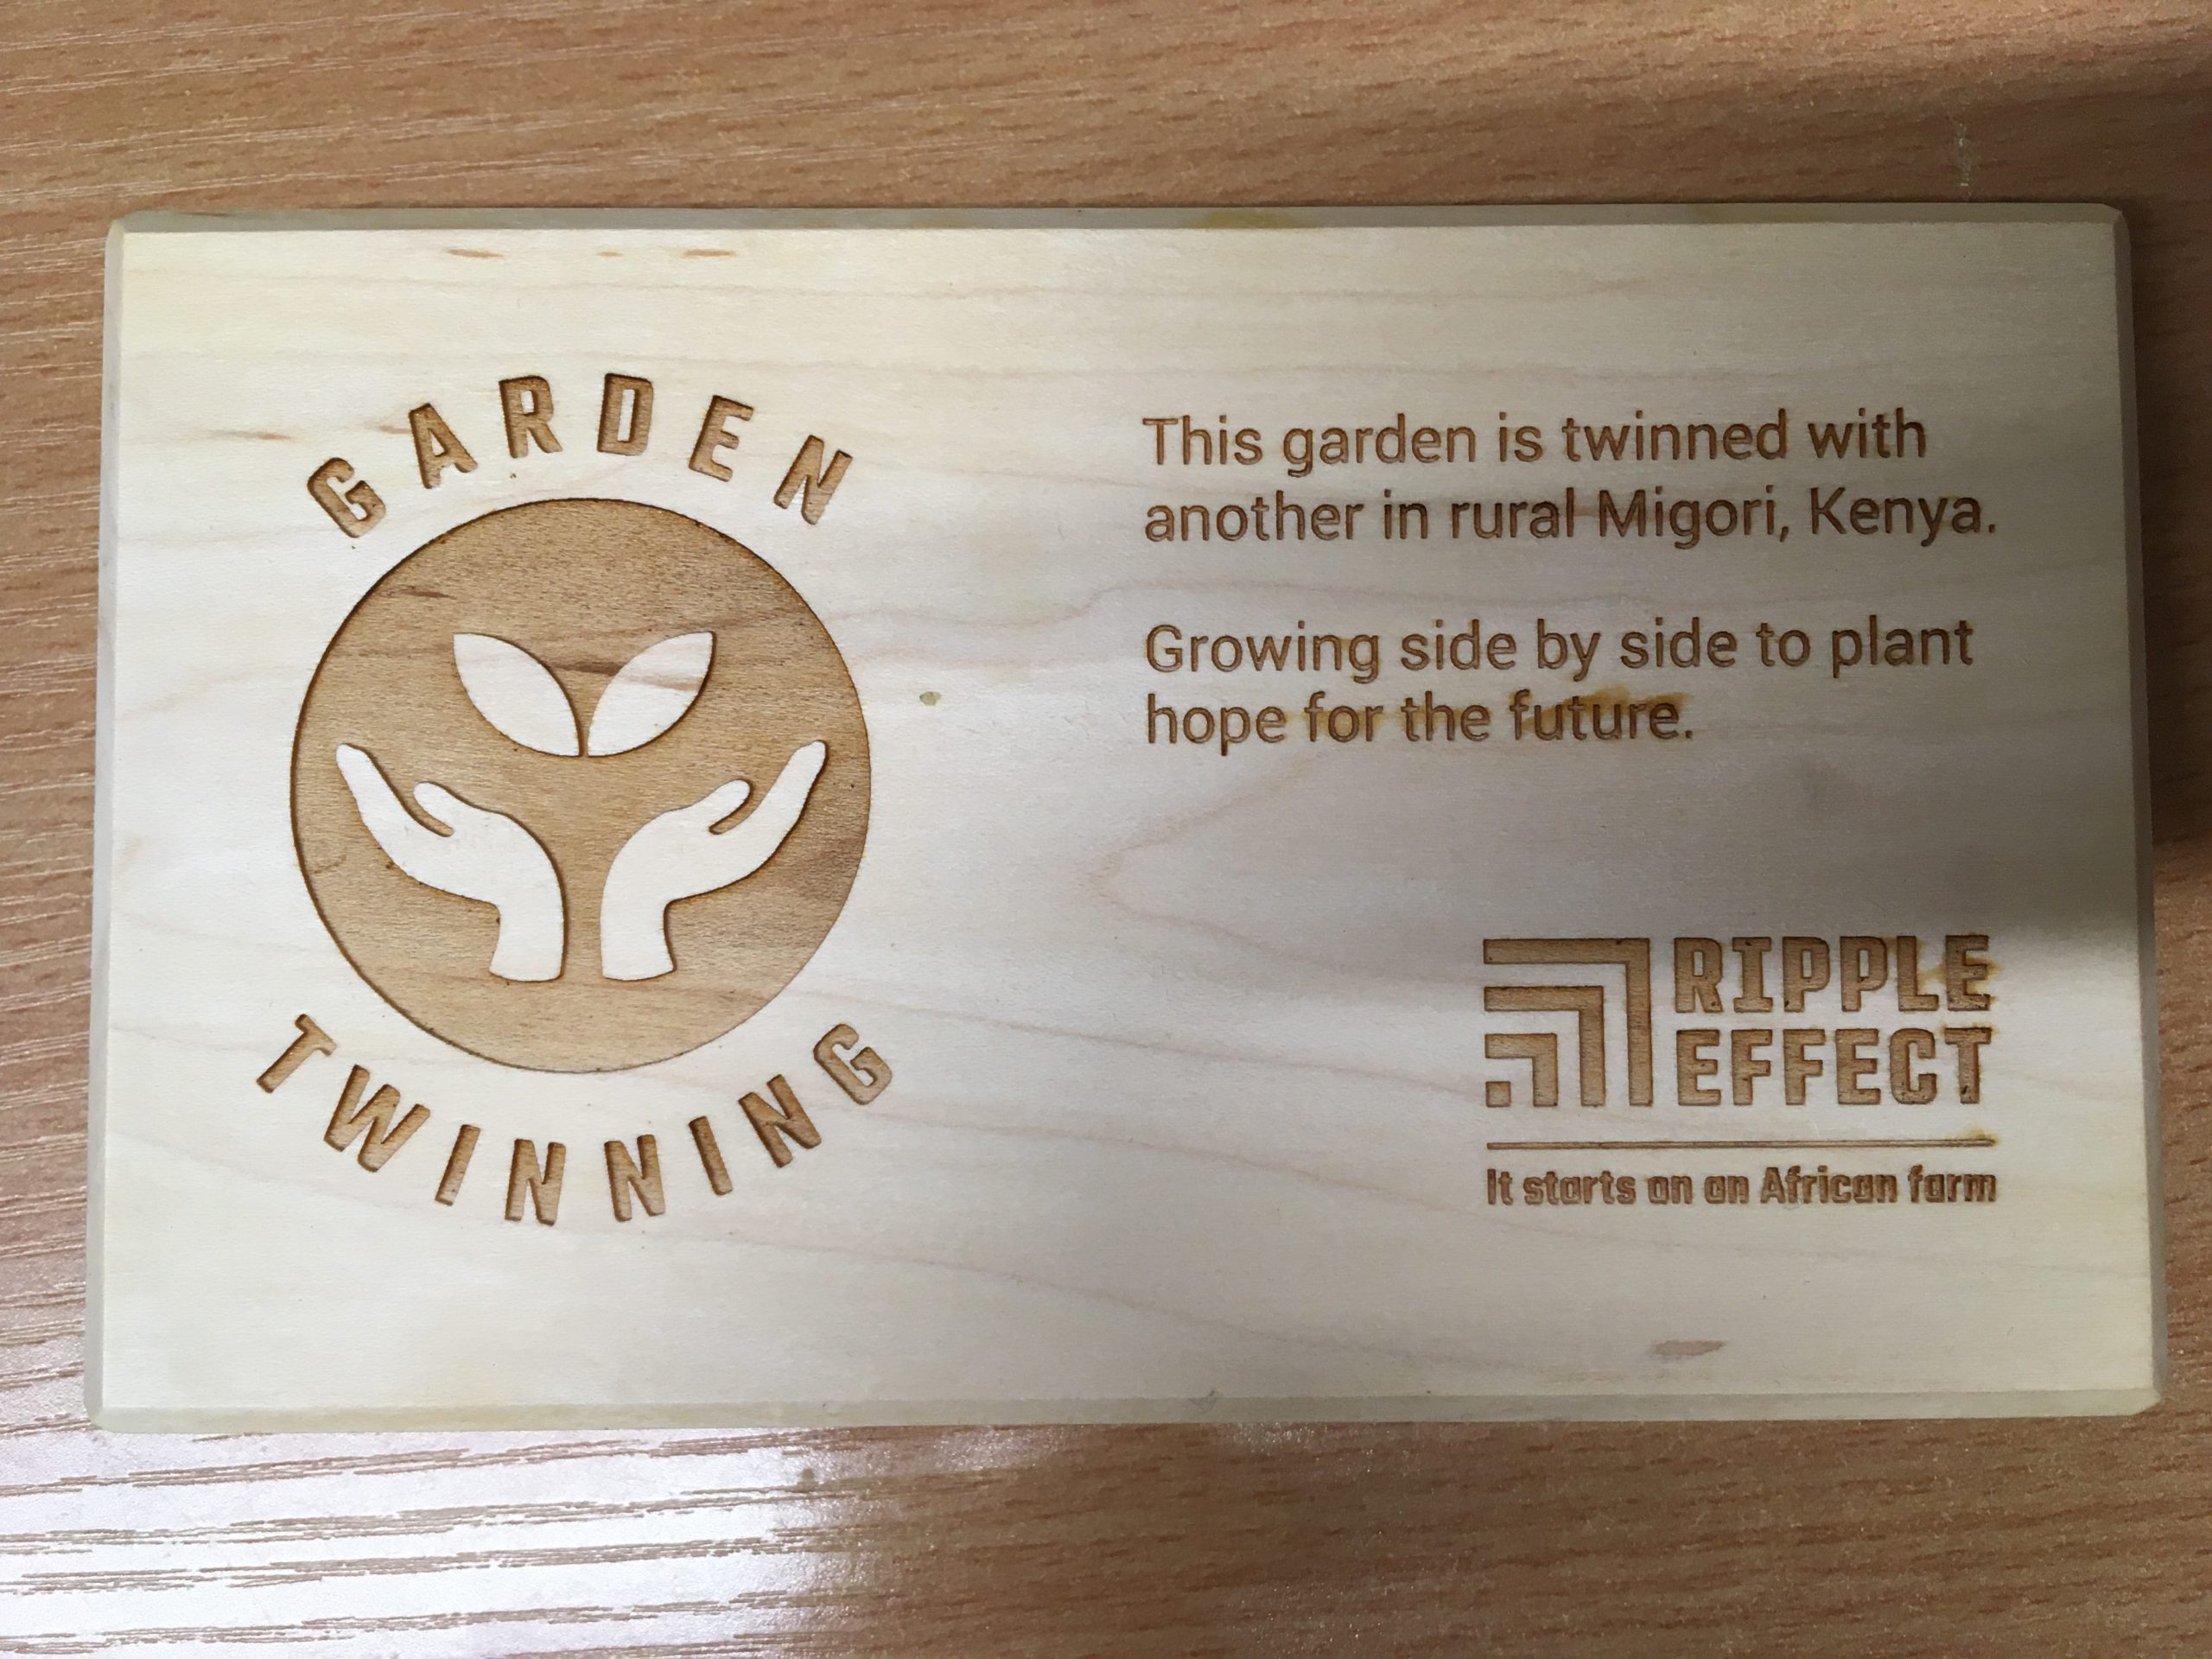 GARDEN
TWINNING
This garden is twinned with
another in rural Migori, Kenya.
Growing side by side to plant
hope for the future.
RIPPLE
EFFECT
It starts on an African farm